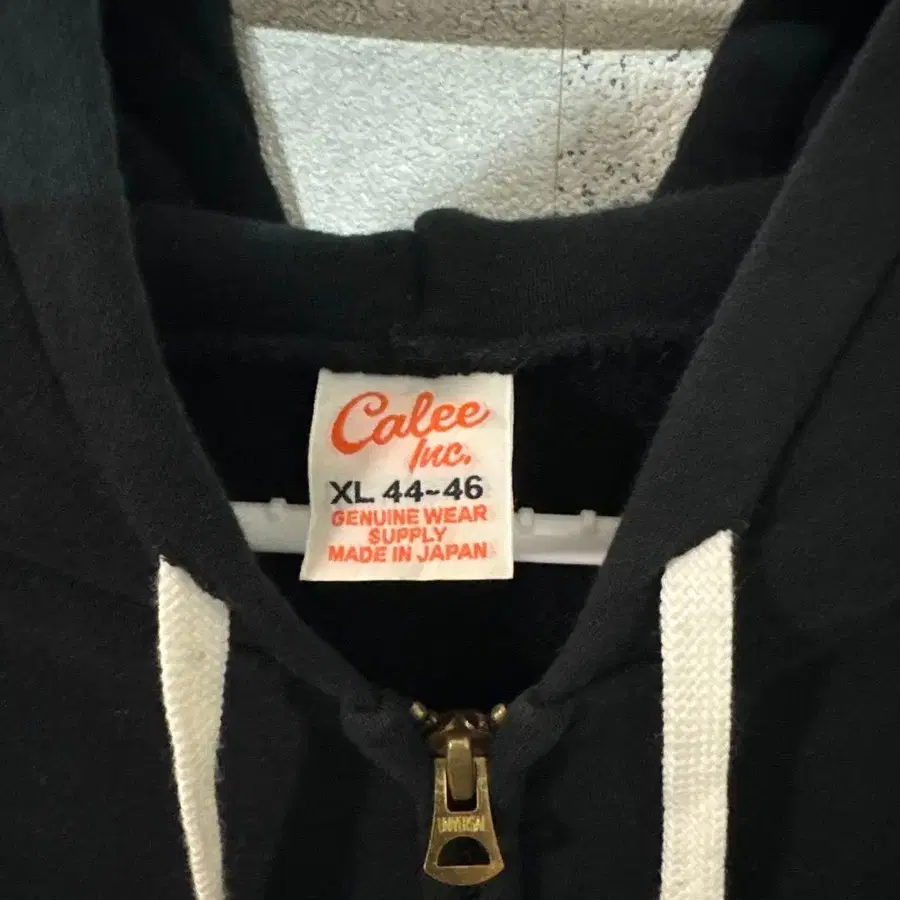 Calee
Inc.
XL 44~46
GENUINE WEAR
SUPPLY
MADE IN JAPAN
UNIVERSAL